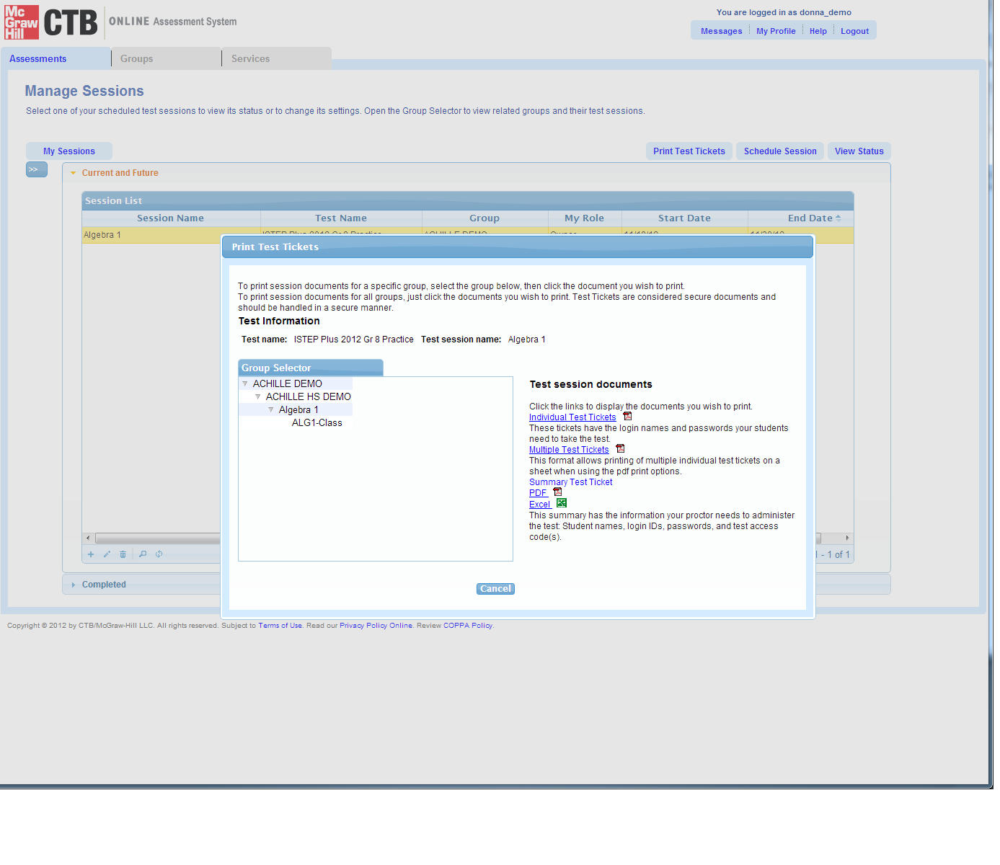 Mc
Graw
Hill
CTB
ONLINE Assessment System
You are logged in as donna_demo
Messages My Profile Help Logout
Assessments Groups Services
Manage Sessions
Select one of your scheduled test sessions to view its status or to change its settings. Open the Group Selector to view related groups and their test sessions.
My Sessions Print Test Tickets Schedule Session View Status
>>
Current and Future
Session List
Session Name Test Name Group My Role Start Date End Date
Algebra 1 ISTEP Plus 2012 Gr 8 Practice ACHILLE DEMO Owner
Print Test Tickets
To print session documents for a specific group, select the group below, then click the document you wish to print.
To print session documents for all groups, just click the documents you wish to print. Test Tickets are considered secure documents and
should be handled in a secure manner.
Test Information
Test name: ISTEP Plus 2012 Gr 8 Practice Test session name: Algebra 1
Group Selector
ACHILLE DEMO
ACHILLE HS DEMO
Algebra 1
ALG1-Class
Test session documents
Click the links to display the documents you wish to print.
Individual Test Tickets
These tickets have the login names and passwords your students
need to take the test.
Multiple Test Tickets
This format allows printing of multiple individual test tickets on a
sheet when using the pdf print options.
Summary Test Ticket
PDF
Excel
This summary has the information your proctor needs to administer
the test: Student names, login IDs, passwords, and test access
code(s).
Cancel
- 1 of 1
Completed
Copyright © 2012 by CTB/McGraw-Hill LLC. All rights reserved. Subject to Terms of Use. Read our Privacy Policy Online. Review COPPA Policy.